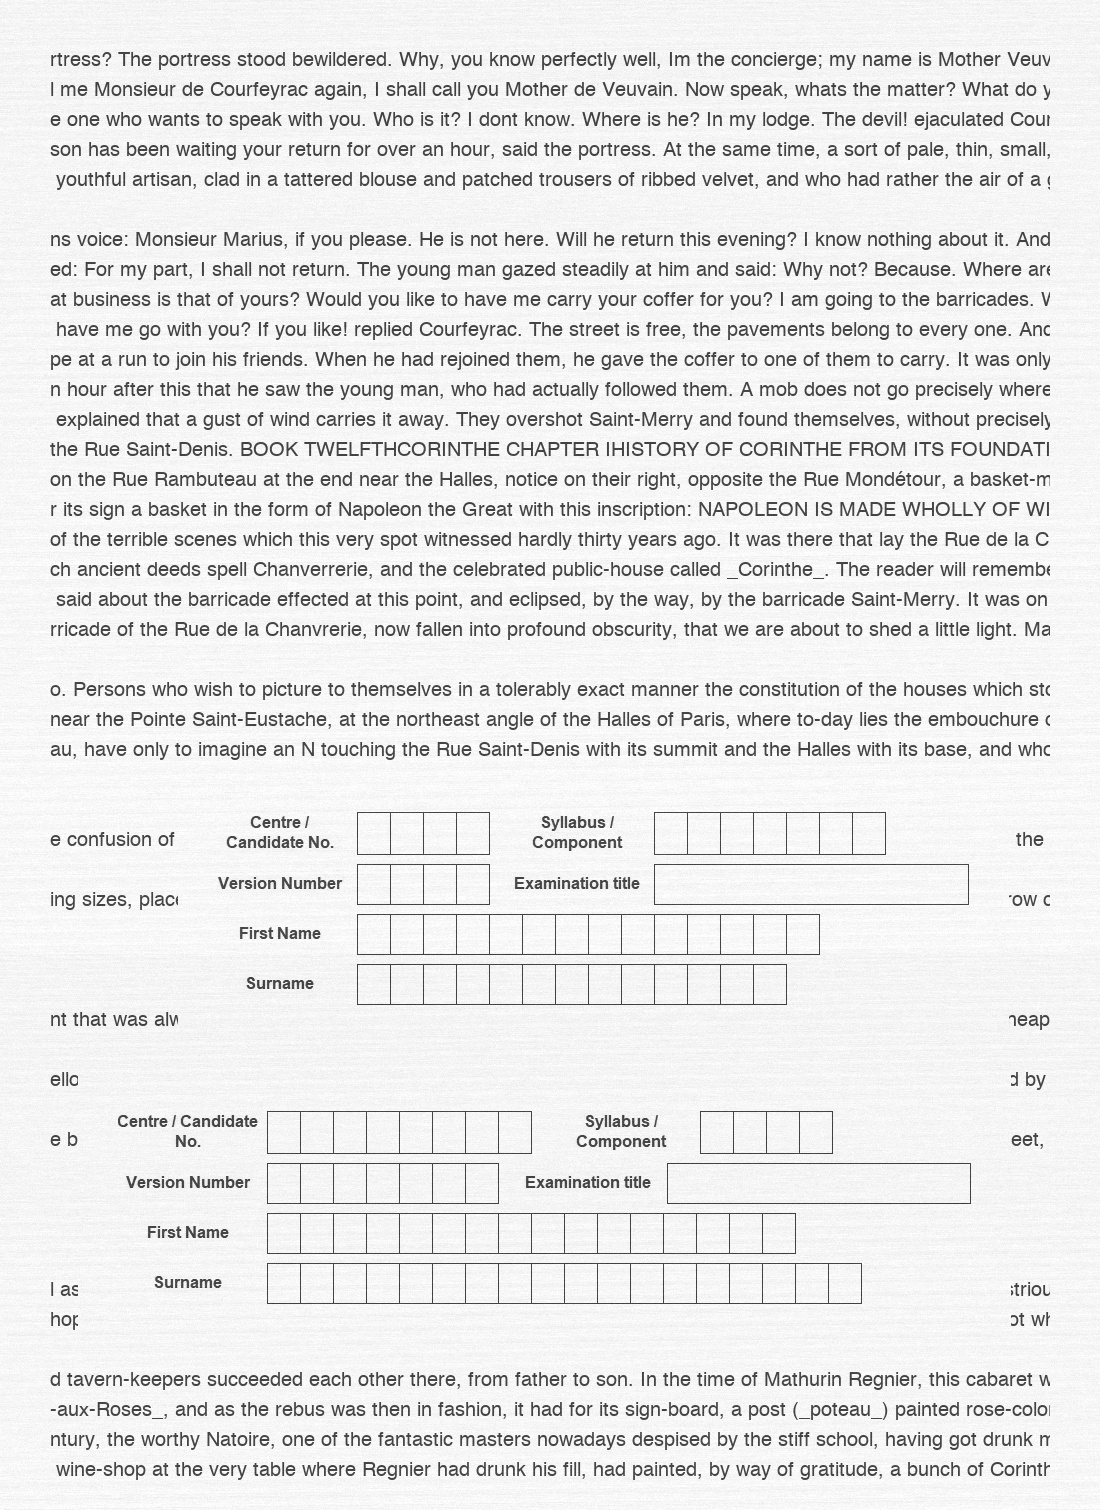 rtress? The portress stood bewildered. Why, you know perfectly well, Im the concierge; my name is Mother Veuv
l me Monsieur de Courfeyrac again, I shall call you Mother de Veuvain. Now speak, whats the matter? What do y
e one who wants to speak with you. Who is it? I dont know. Where is he? In my lodge. The devil! ejaculated Cour
son has been waiting your return for over an hour, said the portress. At the same time, a sort of pale, thin, small,
youthful artisan, clad in a tattered blouse and patched trousers of ribbed velvet, and who had rather the air of a g
ns voice: Monsieur Marius, if you please. He is not here. Will he return this evening? I know nothing about it. And
ed: For my part, I shall not return. The young man gazed steadily at him and said: Why not? Because. Where are
at business is that of yours? Would you like to have me carry your coffer for you? I am going to the barricades. W
have me go with you? If you like! replied Courfeyrac. The street is free, the pavements belong to every one. And
pe at a run to join his friends. When he had rejoined them, he gave the coffer to one of them to carry. It was only
n hour after this that he saw the young man, who had actually followed them. A mob does not go precisely where
explained that a gust of wind carries it away. They overshot Saint-Merry and found themselves, without precisely
the Rue Saint-Denis. BOOK TWELFTHCORINTHE CHAPTER IHISTORY OF CORINTHE FROM ITS FOUNDATI
on the Rue Rambuteau at the end near the Halles, notice on their right, opposite the Rue Mondétour, a basket-m
r its sign a basket in the form of Napoleon the Great with this inscription: NAPOLEON IS MADE WHOLLY OF WI
of the terrible scenes which this very spot witnessed hardly thirty years ago. It was there that lay the Rue de la C
ch ancient deeds spell Chanverrerie, and the celebrated public-house called _Corinthe_. The reader will remembe
said about the barricade effected at this point, and eclipsed, by the way, by the barricade Saint-Merry. It was on
rricade of the Rue de la Chanvrerie, now fallen into profound obscurity, that we are about to shed a little light. Ma
o. Persons who wish to picture to themselves in a tolerably exact manner the constitution of the houses which sto
near the Pointe Saint-Eustache, at the northeast angle of the Halles of Paris, where to-day lies the embouchure o
au, have only to imagine an N touching the Rue Saint-Denis with its summit and the Halles with its base, and who
e confusion of the
Centre / Candidate No. Syllabus / Component
ing sizes, place row o
Version Number Examination title
First Name
Surname
nt that was alw heap
ello d by
Centre / Candidate No. Syllabus / Component
e b eet,
Version Number Examination title
First Name
Surname
l as striou
hop ot wh
d tavern-keepers succeeded each other there, from father to son. In the time of Mathurin Regnier, this cabaret w
-aux-Roses_, and as the rebus was then in fashion, it had for its sign-board, a post (_poteau_) painted rose-color
ntury, the worthy Natoire, one of the fantastic masters nowadays despised by the stiff school, having got drunk m
wine-shop at the very table where Regnier had drunk his fill, had painted, by way of gratitude, a bunch of Corinth